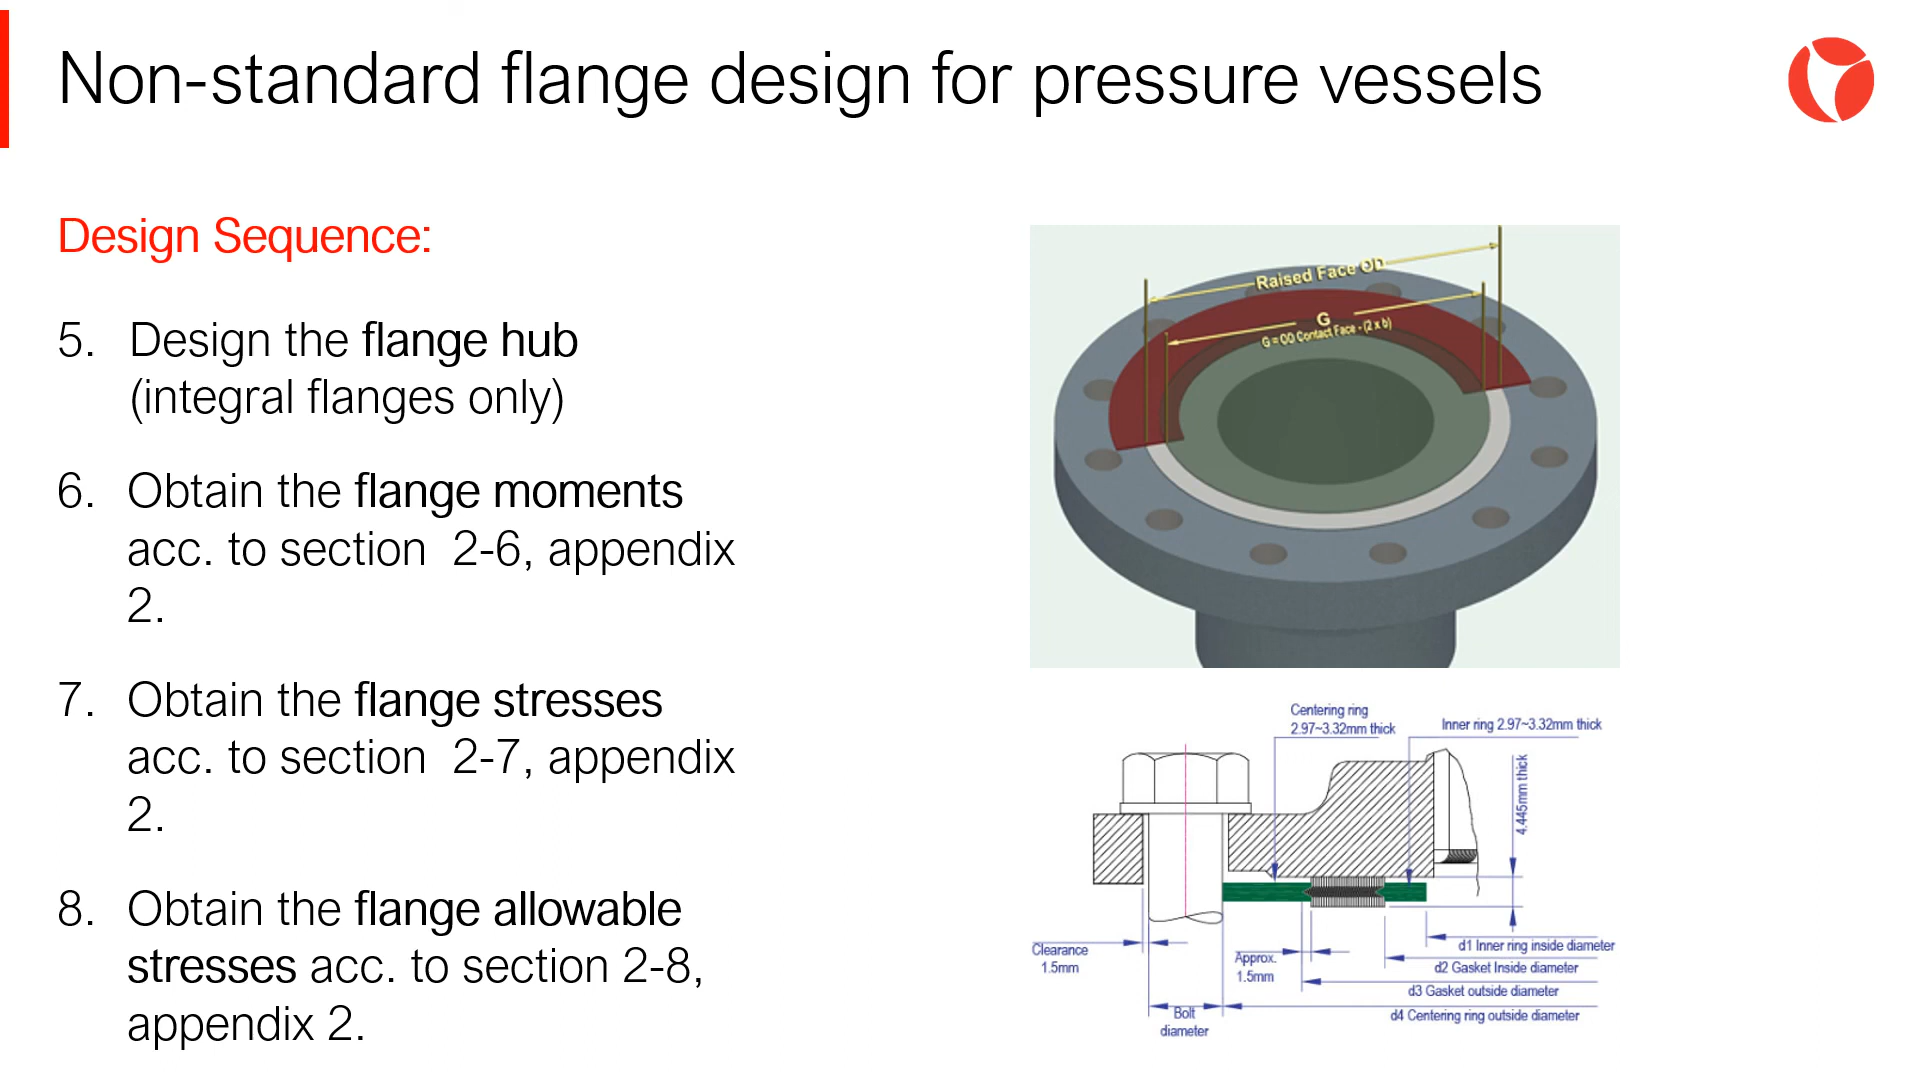 Non-standard flange design for pressure vessels
Design Sequence:
5. Design the flange hub
(integral flanges only)
6. Obtain the flange moments
acc. to section 2-6, appendix
2.
7. Obtain the flange stresses
acc. to section 2-7, appendix
2.
8. Obtain the flange allowable
stresses acc. to section 2-8,
appendix 2.
Raised Face OD
G
G = OD Contact Face - (2 x b)
Centering ring
2.97~3.32mm thick
Inner ring 2.97~3.32mm thick
4.445mm thick
Clearance
1.5mm
Approx.
1.5mm
Bolt
diameter
d1 Inner ring inside diameter
d2 Gasket Inside diameter
d3 Gasket outside diameter
d4 Centering ring outside diameter